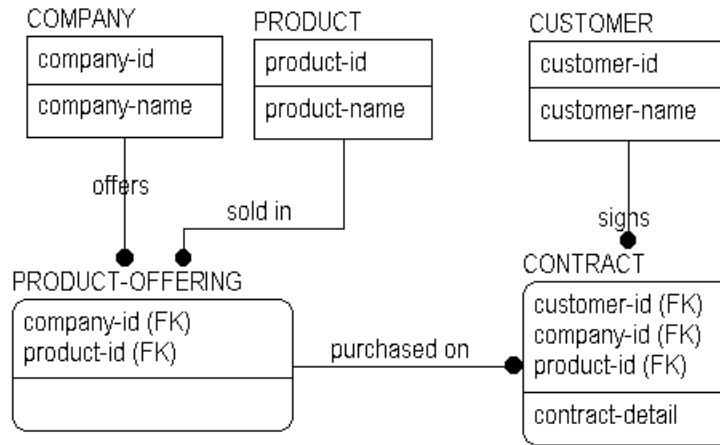 COMPANY
company-id
company-name
PRODUCT
product-id
product-name
CUSTOMER
customer-id
customer-name
offers
sold in
signs
PRODUCT-OFFERING
company-id (FK)
product-id (FK)
purchased on
CONTRACT
customer-id (FK)
company-id (FK)
product-id (FK)
contract-detail